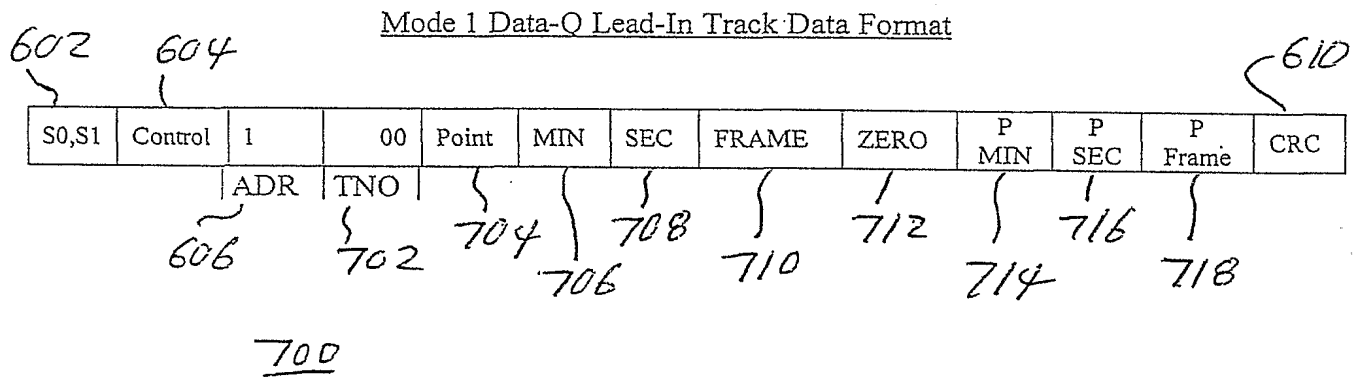 Mode 1 Data-Q Lead-In Track Data Format
602 604 610
S0,S1 Control 1 00 Point MIN SEC FRAME ZERO P MIN P SEC P Frame CRC
ADR TNO
606 702 704 706 708 710 712 714 716 718
700